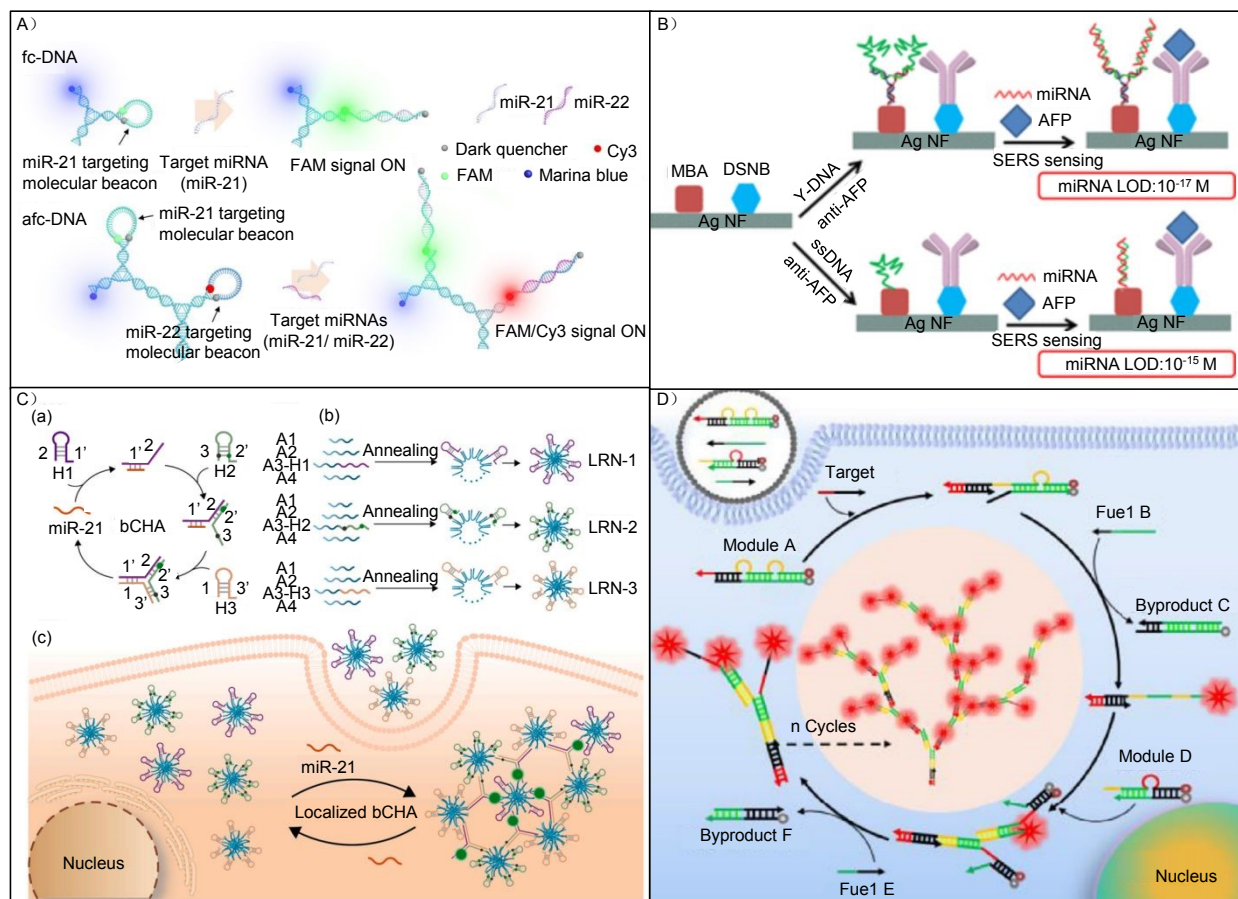 A)
fc-DNA
miR-21 targeting
molecular beacon
Target miRNA
(miR-21)
FAM signal ON
miR-21 miR-22
Dark quencher
Cy3
FAM
Marina blue
afc-DNA
miR-21 targeting
molecular beacon
miR-22 targeting
molecular beacon
Target miRNAs
(miR-21/ miR-22)
FAM/Cy3 signal ON
B)
MBA
DSNB
Ag NF
Y-DNA
anti-AFP
ssDNA
anti-AFP
Ag NF
miRNA
AFP
SERS sensing
Ag NF
miRNA LOD:10⁻¹⁷ M
Ag NF
miRNA
AFP
SERS sensing
Ag NF
miRNA LOD:10⁻¹⁵ M
C)
(a)
2 1'
H1
1' 2
3 2'
H2
miR-21
bCHA
1' 2
2'
3
1' 2
2'
3' 3
1
H3
(b)
A1
A2
A3-H1
A4
Annealing
LRN-1
A1
A2
A3-H2
A4
Annealing
LRN-2
A1
A2
A3-H3
A4
Annealing
LRN-3
(c)
miR-21
Localized bCHA
Nucleus
D)
Target
Module A
Fue1 B
Byproduct C
n Cycles
Module D
Byproduct F
Fue1 E
Nucleus